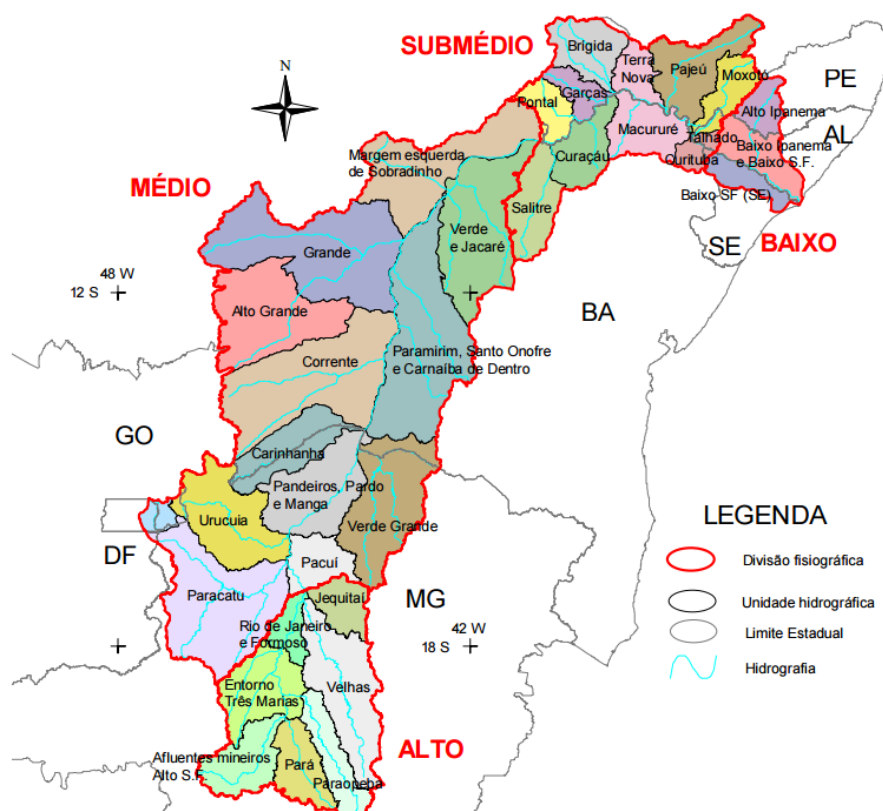 N
SUBMÉDIO
MÉDIO
BAIXO
ALTO
Brígida
Terra
Nova
Pajeú
Moxotó
PE
Garças
Pontal
Alto Ipanema
AL
Macururé
Talhado
Baixo Ipanema
e Baixo S.F.
Curituba
Curaçáu
Baixo SF (SE)
SE
Margem esquerda
de Sobradinho
Salitre
Verde
e Jacaré
Grande
48 W
12 S
Alto Grande
BA
Corrente
Paramirim, Santo Onofre
e Carnaíba de Dentro
GO
Carinhanha
Pandeiros, Pardo
e Manga
Urucuia
Verde Grande
DF
Pacuí
Paracatu
Jequitaí
MG
Rio de Janeiro
e Formoso
42 W
18 S
Entorno
Três Marias
Velhas
Afluentes mineiros
Alto S.F.
Pará
Paraopeba
LEGENDA
Divisão fisiográfica
Unidade hidrográfica
Limite Estadual
Hidrografia